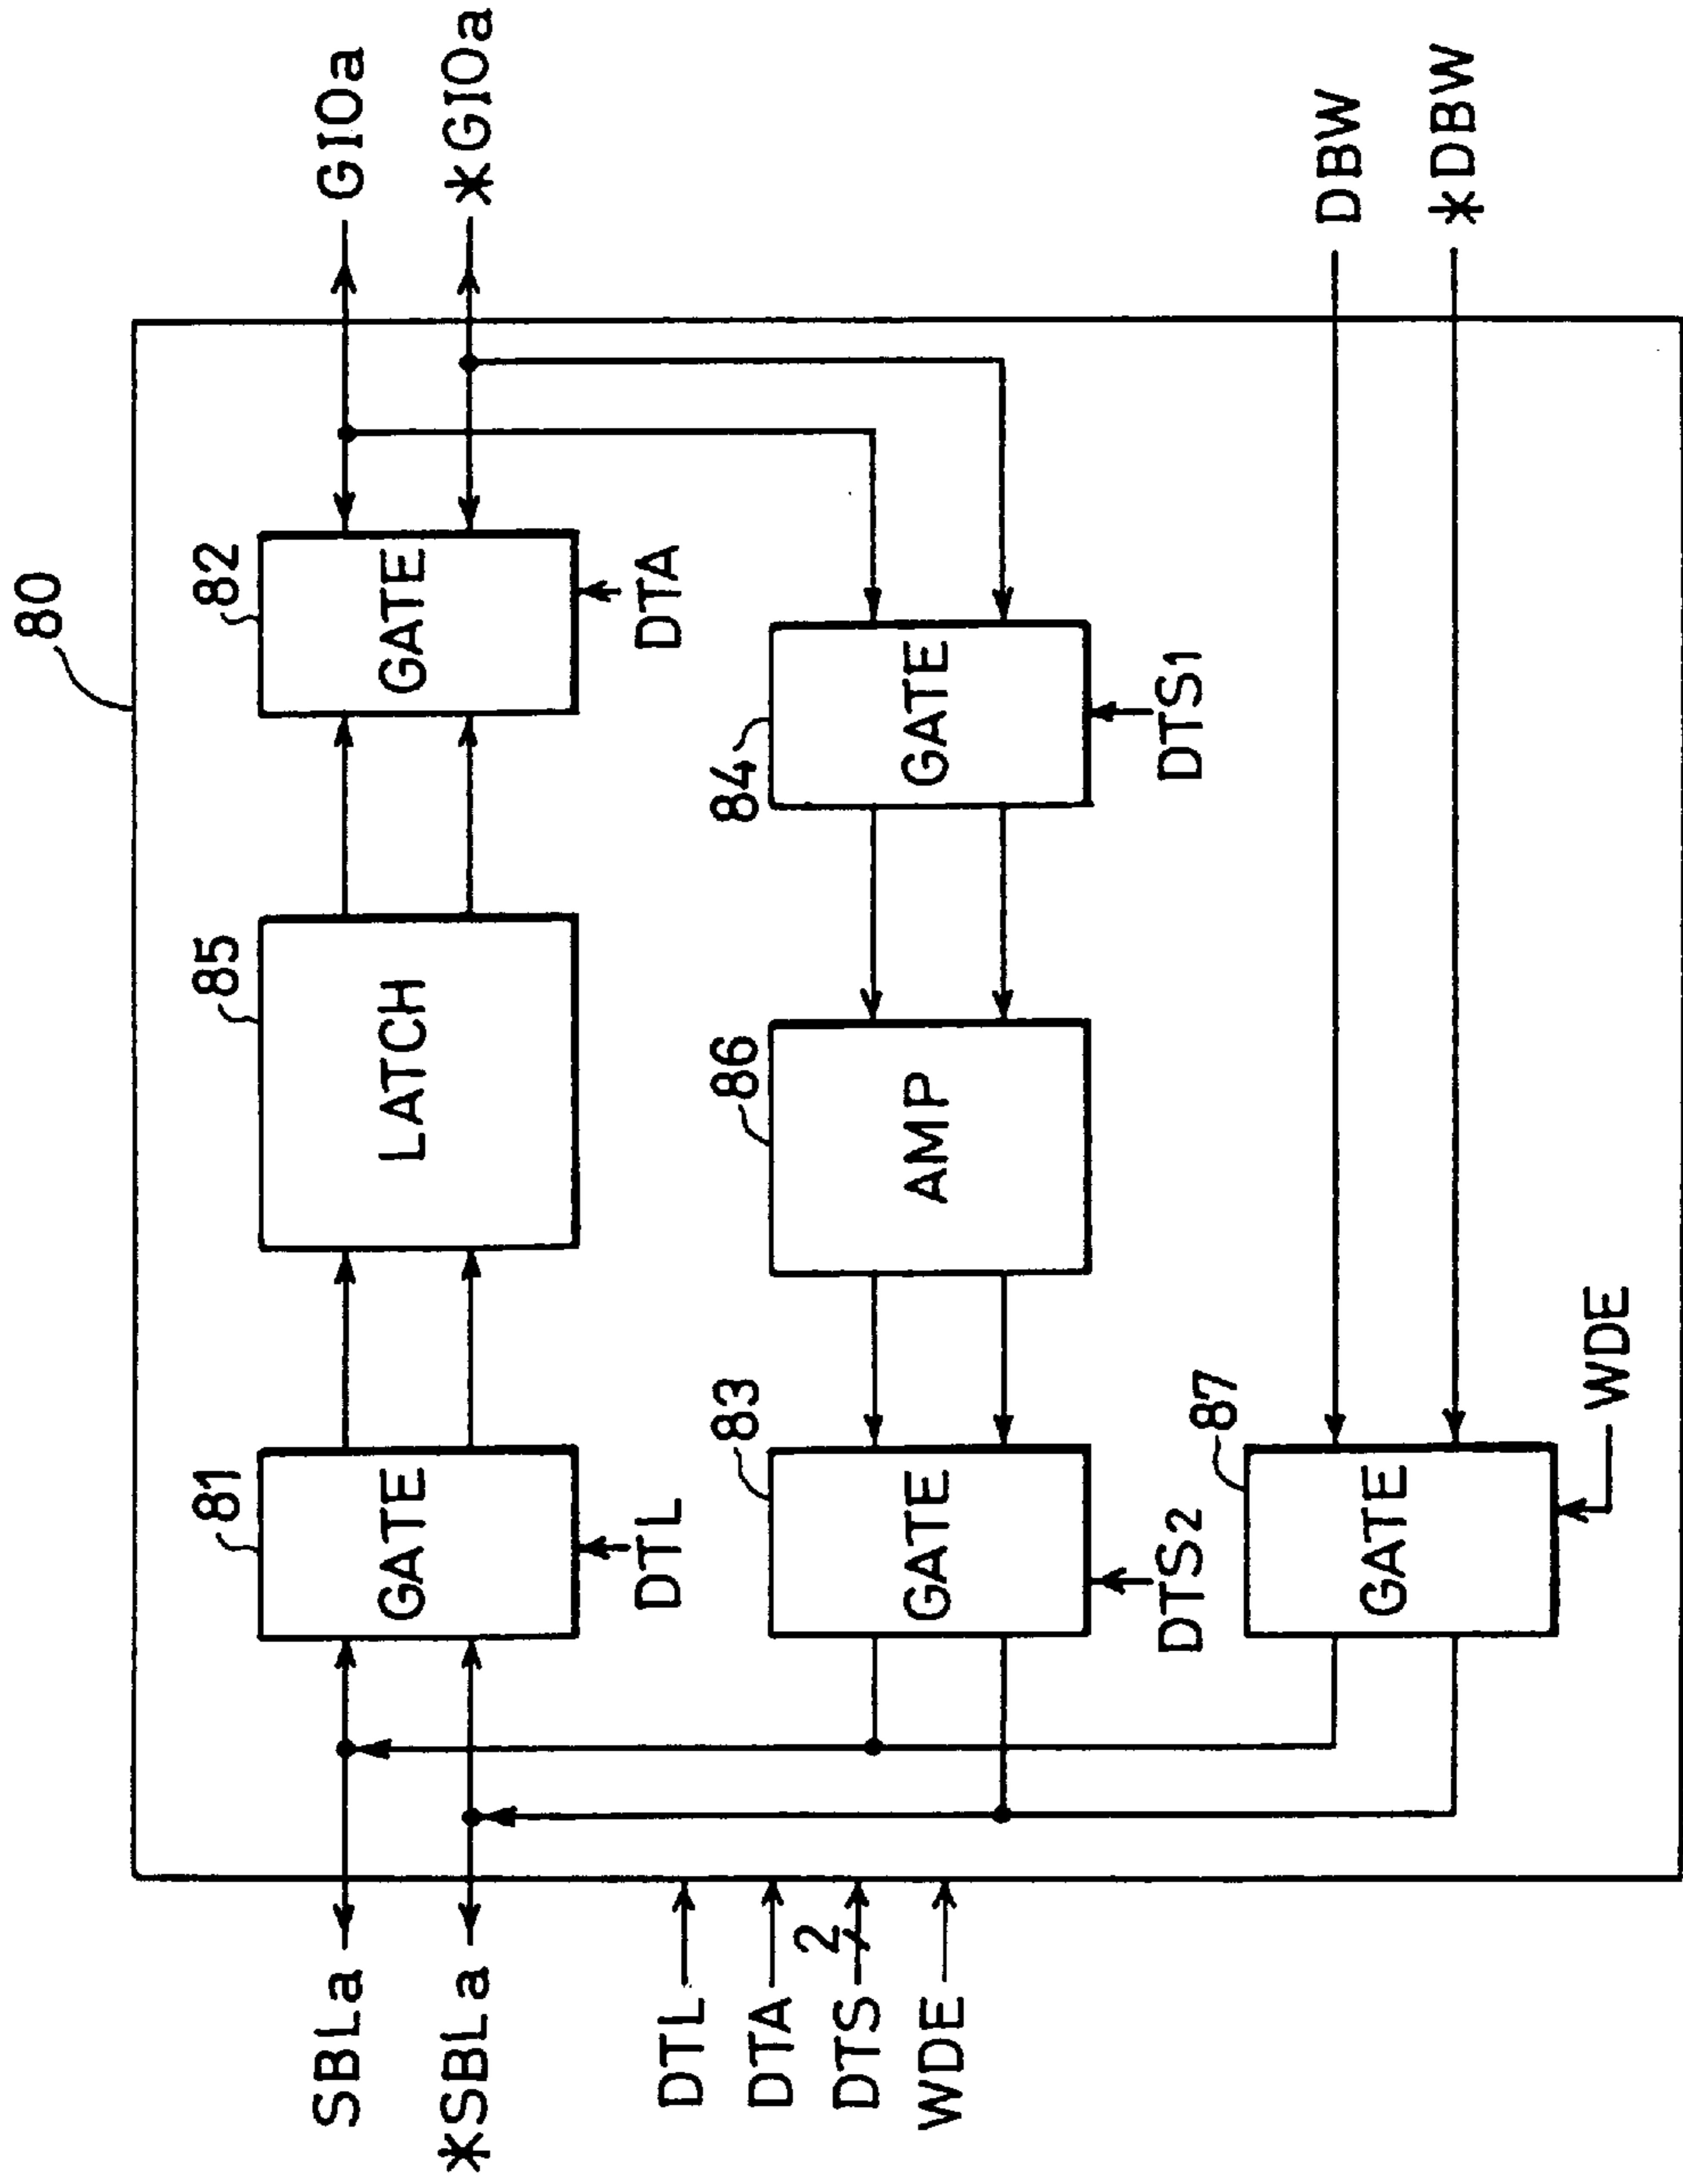 80
SBLa
*SBLa
GIOa
*GIOa
81
GATE
DTL
85
LATCH
82
GATE
DTA
DTL
DTA
DTS
2
WDE
83
GATE
DTS2
86
AMP
84
GATE
DTS1
87
GATE
WDE
DBW
*DBW